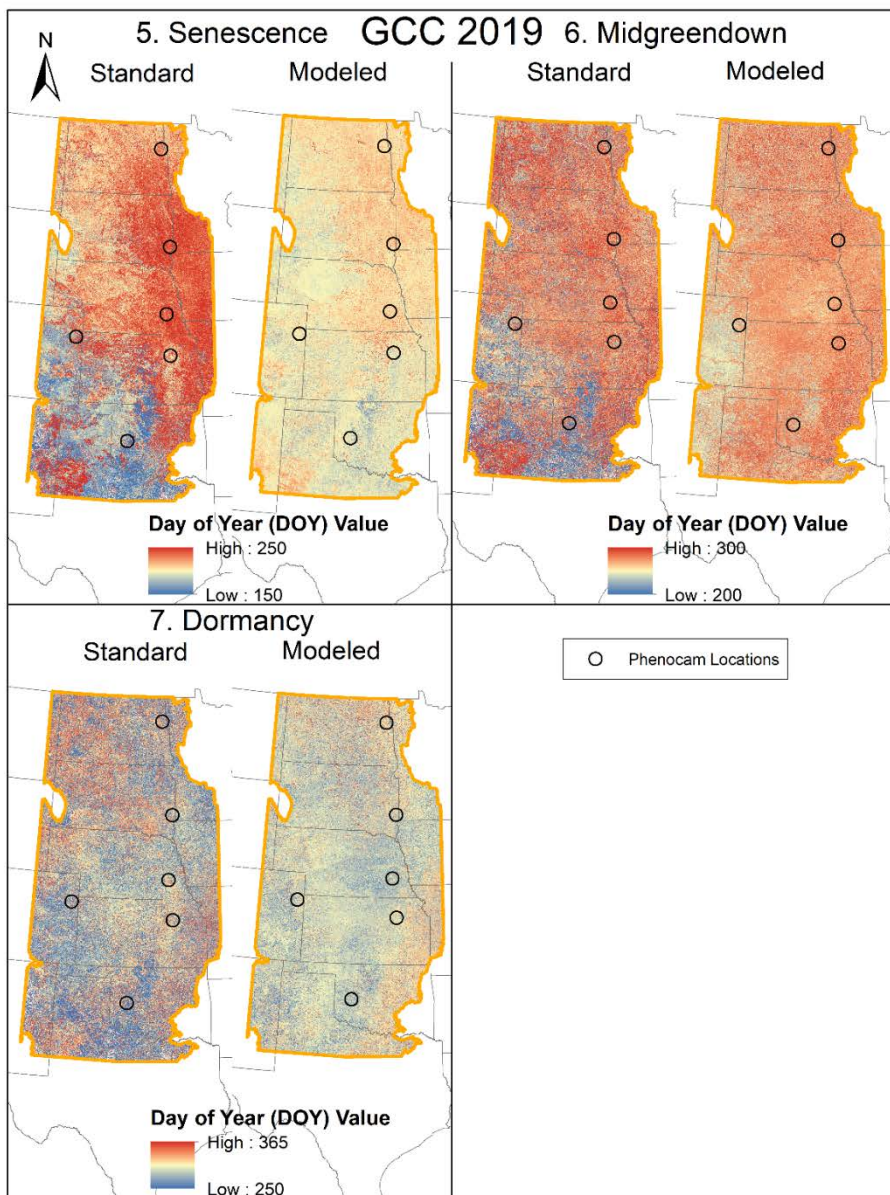 GCC 2019
5. Senescence
Standard
Modeled
N
Day of Year (DOY) Value
High : 250
Low : 150
6. Midgreendown
Standard
Modeled
Day of Year (DOY) Value
High : 300
Low : 200
7. Dormancy
Standard
Modeled
Day of Year (DOY) Value
High : 365
Low : 250
Phenocam Locations